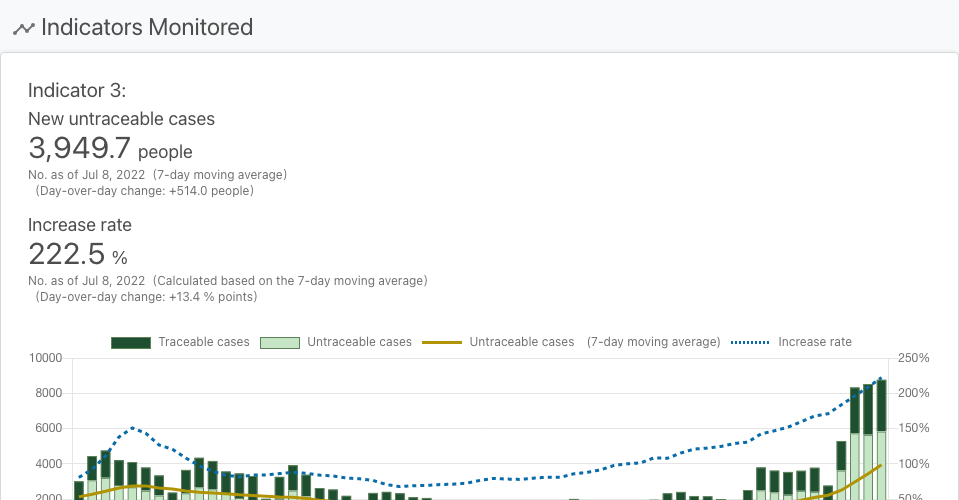 Indicators Monitored
Indicator 3:
New untraceable cases
3,949.7 people
No. as of Jul 8, 2022 (7-day moving average)
(Day-over-day change: +514.0 people)
Increase rate
222.5 %
No. as of Jul 8, 2022 (Calculated based on the 7-day moving average)
(Day-over-day change: +13.4 % points)
Traceable cases Untraceable cases Untraceable cases (7-day moving average) Increase rate
10000 250%
8000 200%
6000 150%
4000 100%
2000 50%